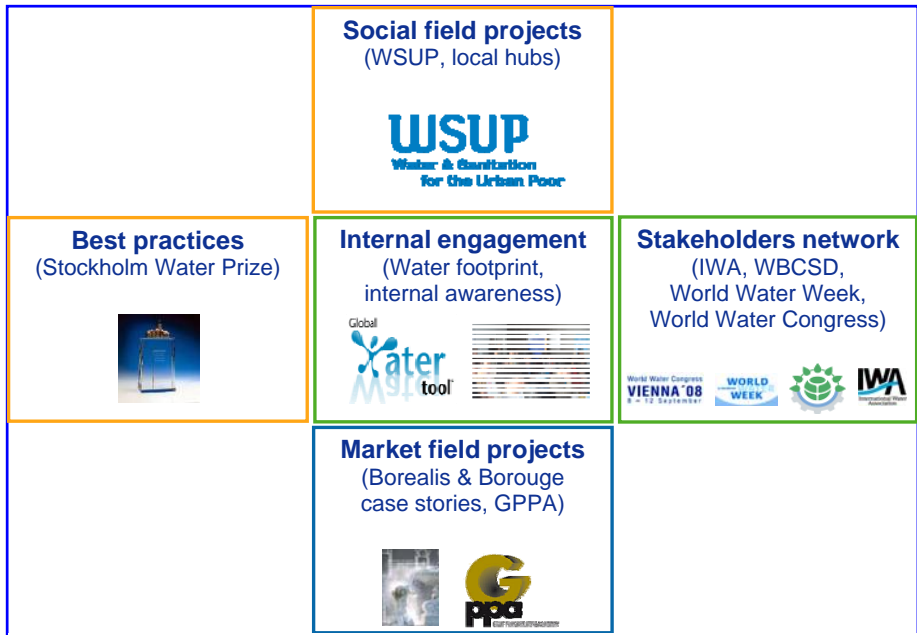 Social field projects
(WSUP, local hubs)
WSUP
Water & Sanitation
for the Urban Poor
Best practices
(Stockholm Water Prize)
Internal engagement
(Water footprint,
internal awareness)
Global
Water
tool
Stakeholders network
(IWA, WBCSD,
World Water Week,
World Water Congress)
World Water Congress
VIENNA '08
8 – 12 September
WORLD
WEEK
IWA
International Water
Association
Market field projects
(Borealis & Borouge
case stories, GPPA)
G
ppa